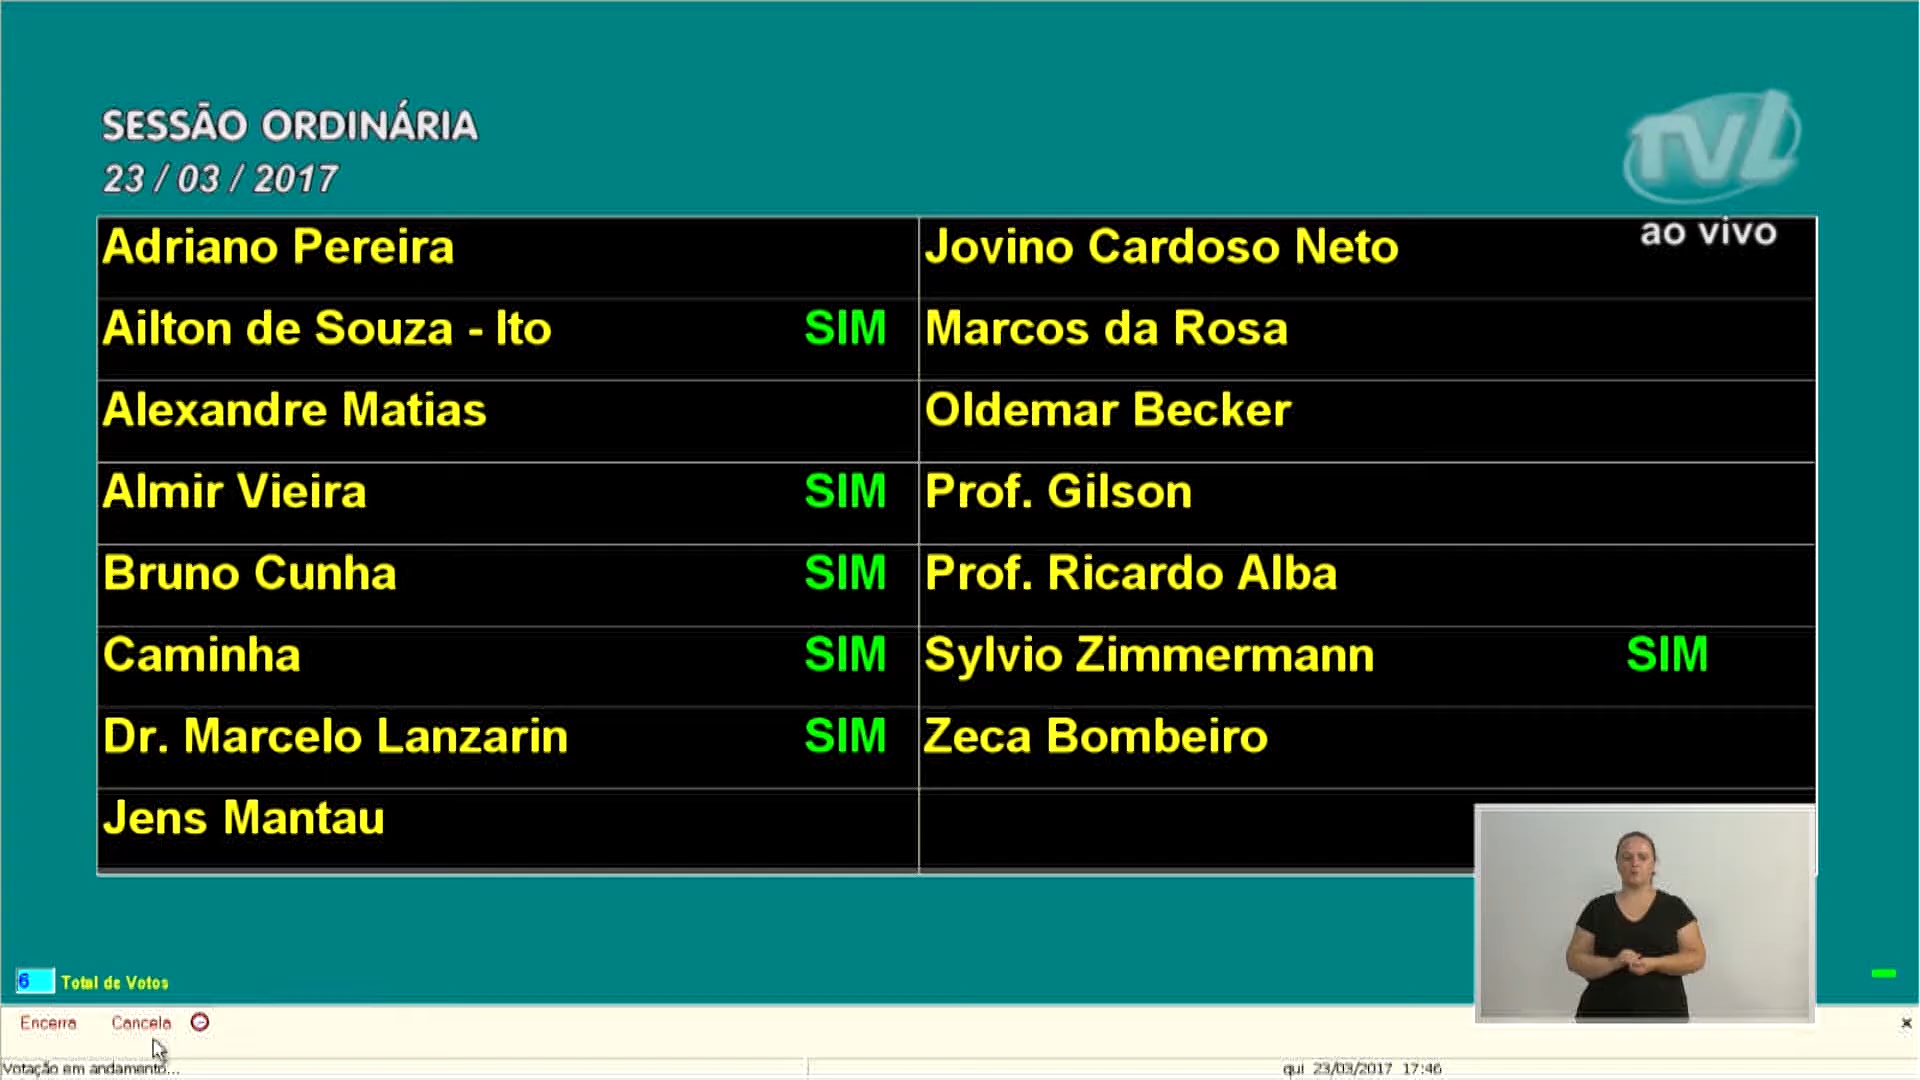 SESSÃO ORDINÁRIA
23 / 03 / 2017
TVL
ao vivo
Adriano Pereira
Ailton de Souza - Ito SIM
Alexandre Matias
Almir Vieira SIM
Bruno Cunha SIM
Caminha SIM
Dr. Marcelo Lanzarin SIM
Jens Mantau
Jovino Cardoso Neto
Marcos da Rosa
Oldemar Becker
Prof. Gilson
Prof. Ricardo Alba
Sylvio Zimmermann SIM
Zeca Bombeiro
6 Total de Votos
Encerra Cancela
Votação em andamento...
qui 23/03/2017 17:46